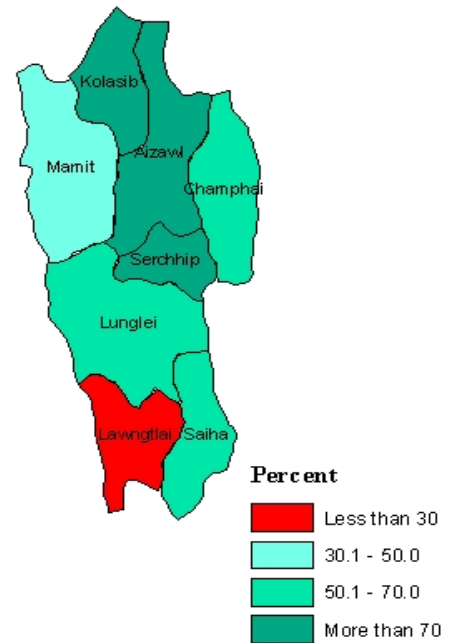 Kolasib
Aizawl
Mamit
Champhai
Serchhip
Lunglei
Lawngtlai
Saiha
Percent
Less than 30
30.1 - 50.0
50.1 - 70.0
More than 70